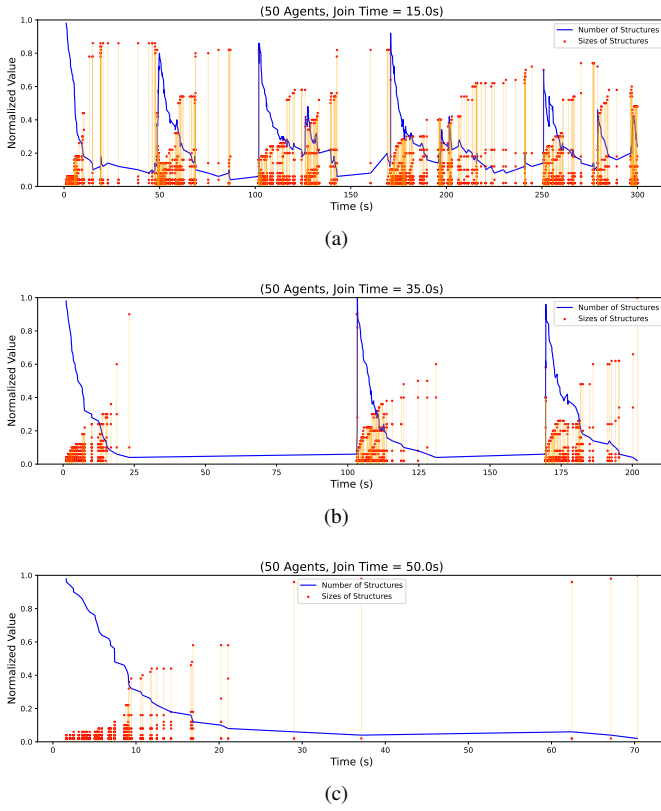 (50 Agents, Join Time = 15.0s)
1.0
0.8
0.6
0.4
0.2
0.0
Normalized Value
Number of Structures
Sizes of Structures
0 50 100 150 200 250 300
Time (s)
(a)
(50 Agents, Join Time = 35.0s)
1.0
0.8
0.6
0.4
0.2
0.0
Normalized Value
Number of Structures
Sizes of Structures
0 25 50 75 100 125 150 175 200
Time (s)
(b)
(50 Agents, Join Time = 50.0s)
1.0
0.8
0.6
0.4
0.2
0.0
Normalized Value
Number of Structures
Sizes of Structures
0 10 20 30 40 50 60 70
Time (s)
(c)